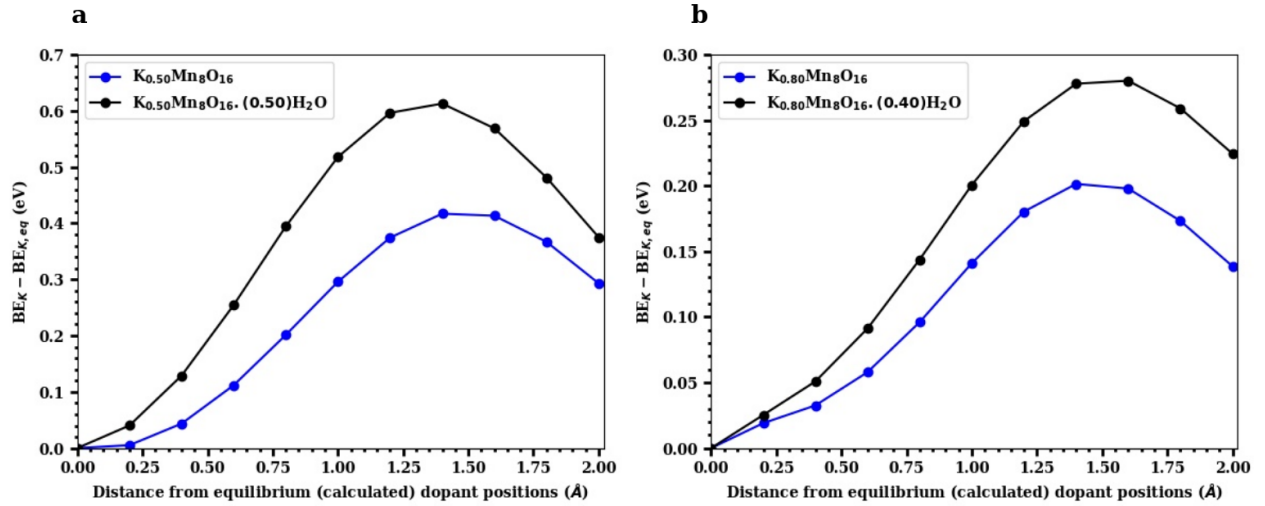 a
0.7
0.6
0.5
0.4
0.3
0.2
0.1
0.0
BE_K − BE_{K,eq} (eV)
K₀.₅₀Mn₈O₁₆
K₀.₅₀Mn₈O₁₆.(0.50)H₂O
0.00 0.25 0.50 0.75 1.00 1.25 1.50 1.75 2.00
Distance from equilibrium (calculated) dopant positions (Å)
b
0.30
0.25
0.20
0.15
0.10
0.05
0.00
BE_K − BE_{K,eq} (eV)
K₀.₈₀Mn₈O₁₆
K₀.₈₀Mn₈O₁₆.(0.40)H₂O
0.00 0.25 0.50 0.75 1.00 1.25 1.50 1.75 2.00
Distance from equilibrium (calculated) dopant positions (Å)